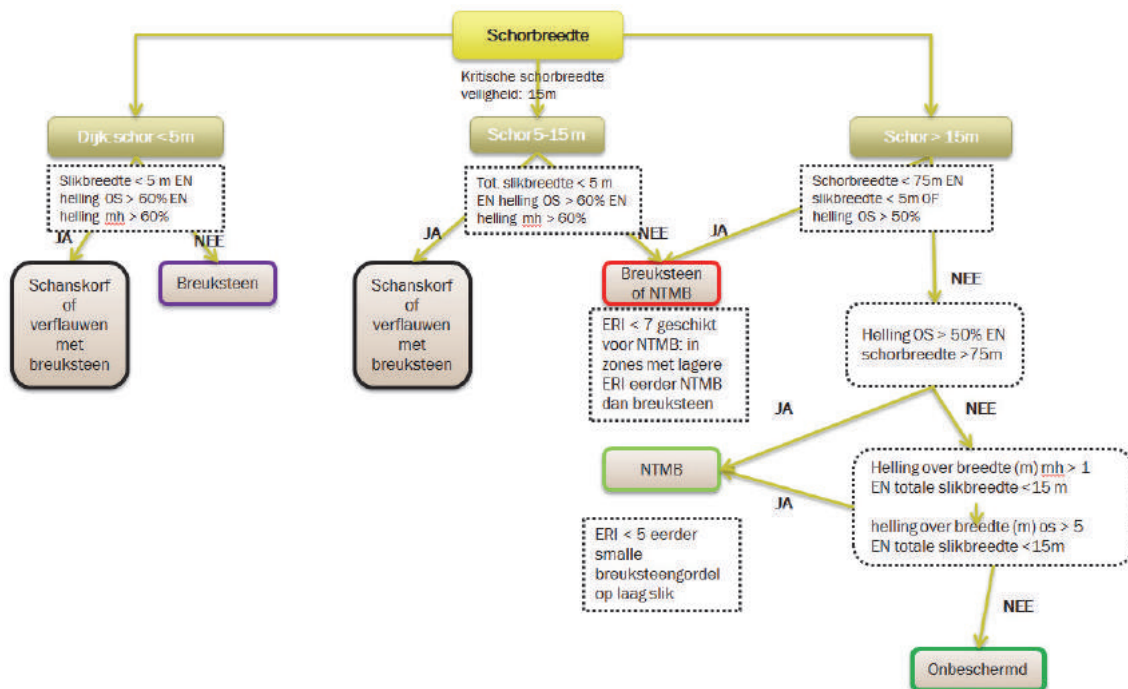 Schorbreedte
Kritische schorbreedte
veiligheid: 15m
Dijk: schor < 5m
Schor 5-15 m
Schor > 15m
Slikbreedte < 5 m EN
helling OS > 60% EN
helling mh > 60%
Tot. slikbreedte < 5 m
EN helling OS > 60% EN
helling mh > 60%
Schorbreedte < 75m EN
slikbreedte < 5m OF
helling OS > 50%
JA
NEE
JA
NEE
JA
NEE
Schanskorf
of
verflauwen
met
breuksteen
Breuksteen
Schanskorf
of
verflauwen
met
breuksteen
Breuksteen
of NTMB
ERI < 7 geschikt
voor NTMB: in
zones met lagere
ERI eerder NTMB
dan breuksteen
Helling OS > 50% EN
schorbreedte >75m
JA
NEE
NTMB
Helling over breedte (m) mh > 1
EN totale slikbreedte <15 m
helling over breedte (m) os > 5
EN totale slikbreedte <15m
JA
ERI < 5 eerder
smalle
breuksteengordel
op laag slik
NEE
Onbeschermd